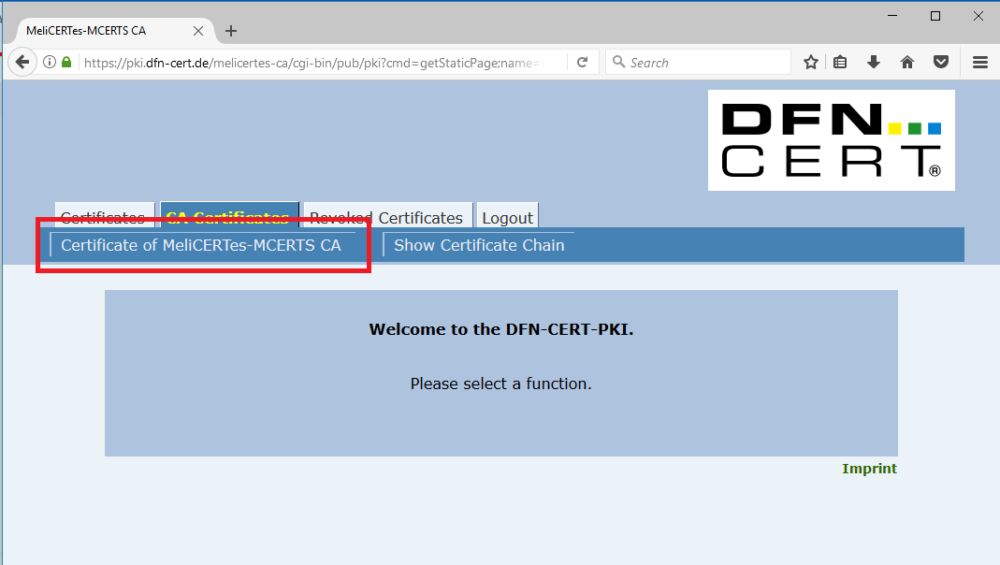 MeliCERTes-MCERTS CA
https://pki.dfn-cert.de/melicertes-ca/cgi-bin/pub/pki?cmd=getStaticPage;name=
Search
DFN
CERT®
Certificates CA Certificates Revoked Certificates Logout
Certificate of MeliCERTes-MCERTS CA Show Certificate Chain
Welcome to the DFN-CERT-PKI.
Please select a function.
Imprint